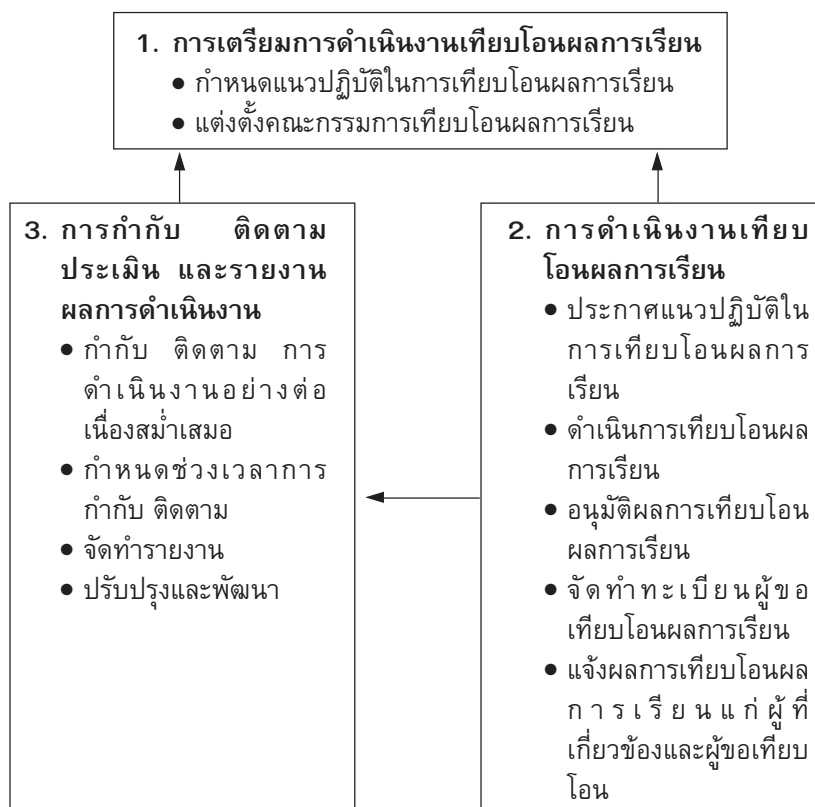 1. การเตรียมการดำเนินงานเทียบโอนผลการเรียน
● กำหนดแนวปฏิบัติในการเทียบโอนผลการเรียน
● แต่งตั้งคณะกรรมการเทียบโอนผลการเรียน
3. การกำกับ ติดตาม
ประเมิน และรายงาน
ผลการดำเนินงาน
● กำกับ ติดตาม การ
ดำเนินงานอย่างต่อ
เนื่องสม่ำเสมอ
● กำหนดช่วงเวลาการ
กำกับ ติดตาม
● จัดทำรายงาน
● ปรับปรุงและพัฒนา
2. การดำเนินงานเทียบ
โอนผลการเรียน
● ประกาศแนวปฏิบัติใน
การเทียบโอนผลการ
เรียน
● ดำเนินการเทียบโอนผล
การเรียน
● อนุมัติผลการเทียบโอน
ผลการเรียน
● จัดทำทะเบียนผู้ขอ
เทียบโอนผลการเรียน
● แจ้งผลการเทียบโอนผล
การเรียนแก่ผู้ที่
เกี่ยวข้องและผู้ขอเทียบ
โอน